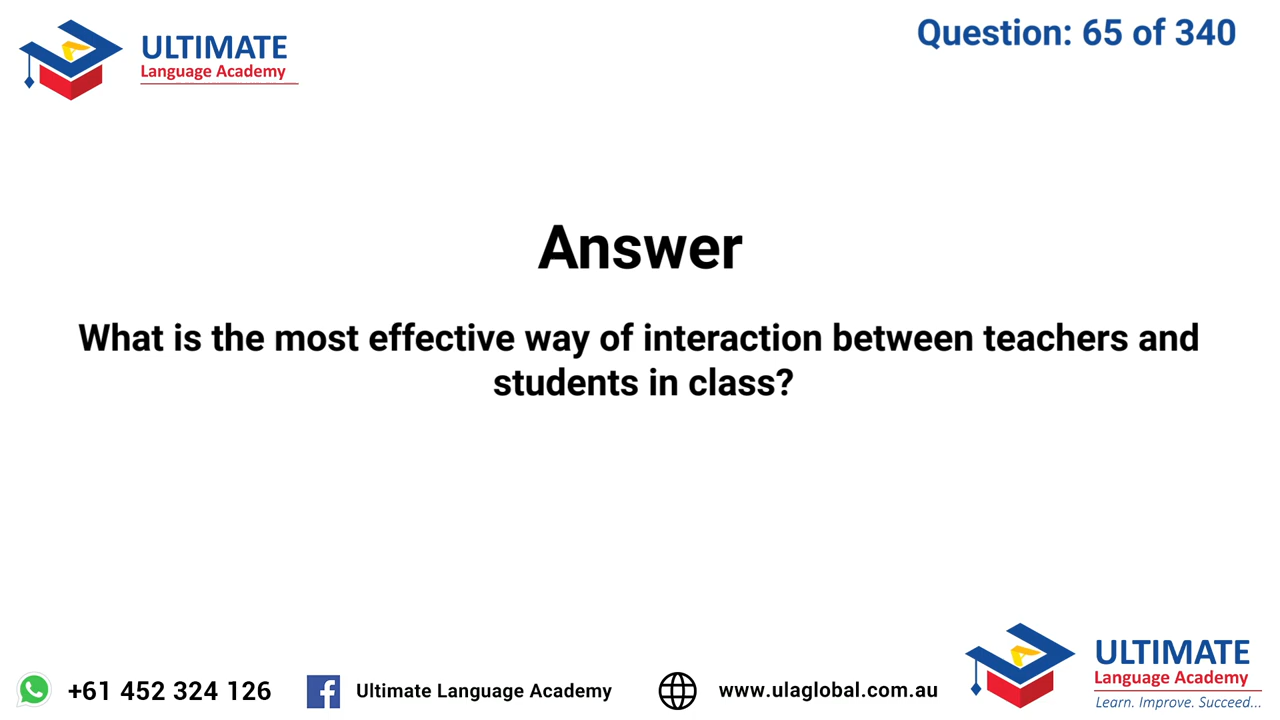 ULTIMATE
Language Academy
Question: 65 of 340
Answer
What is the most effective way of interaction between teachers and
students in class?
+61 452 324 126
Ultimate Language Academy
www.ulaglobal.com.au
ULTIMATE
Language Academy
Learn. Improve. Succeed...